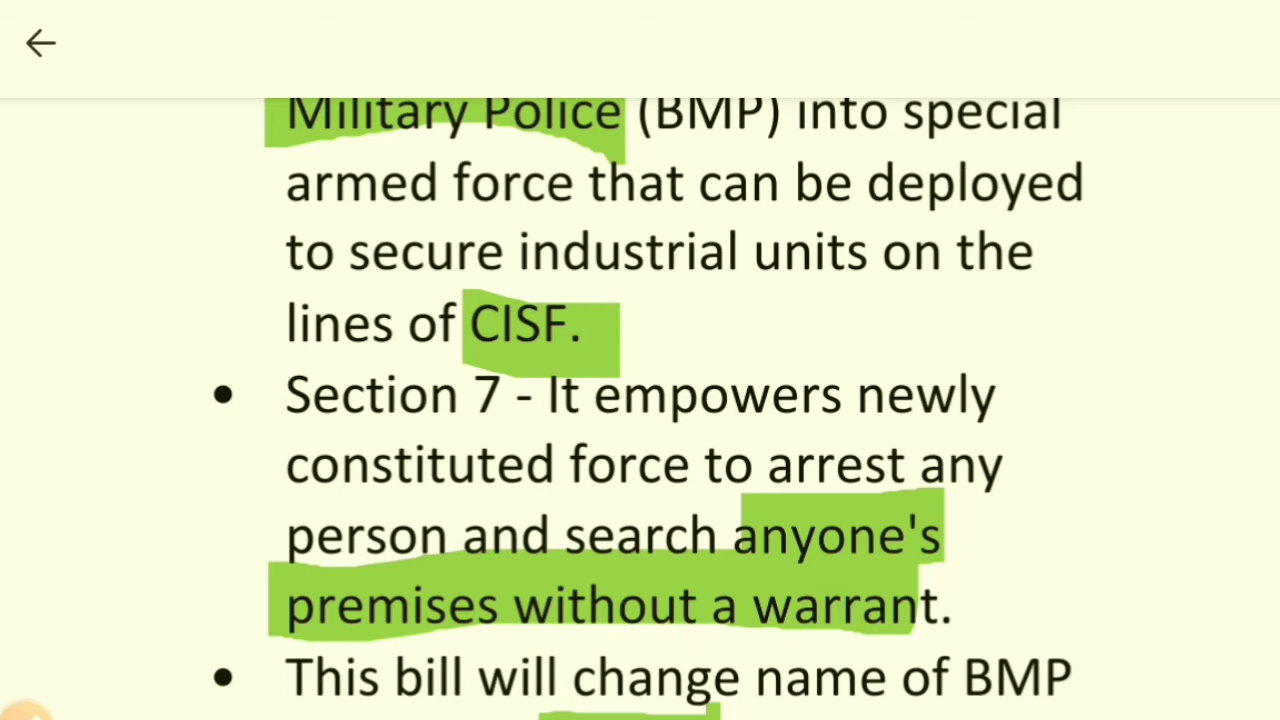 Military Police (BMP) into special
armed force that can be deployed
to secure industrial units on the
lines of CISF.
• Section 7 - It empowers newly
constituted force to arrest any
person and search anyone's
premises without a warrant.
• This bill will change name of BMP